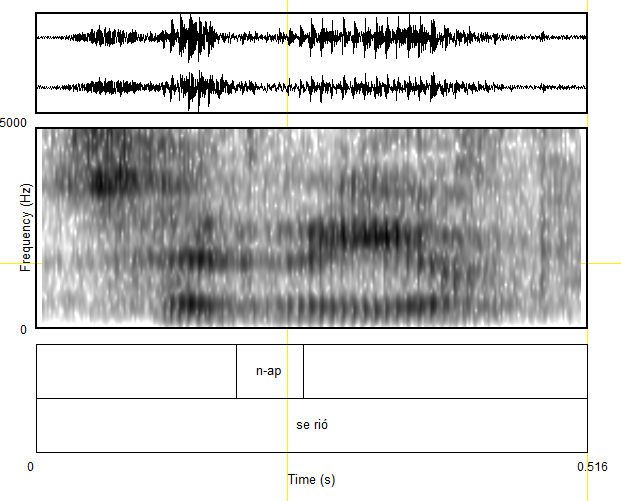 5000
Frequency (Hz)
0
n-ap
se rió
0
0.516
Time (s)